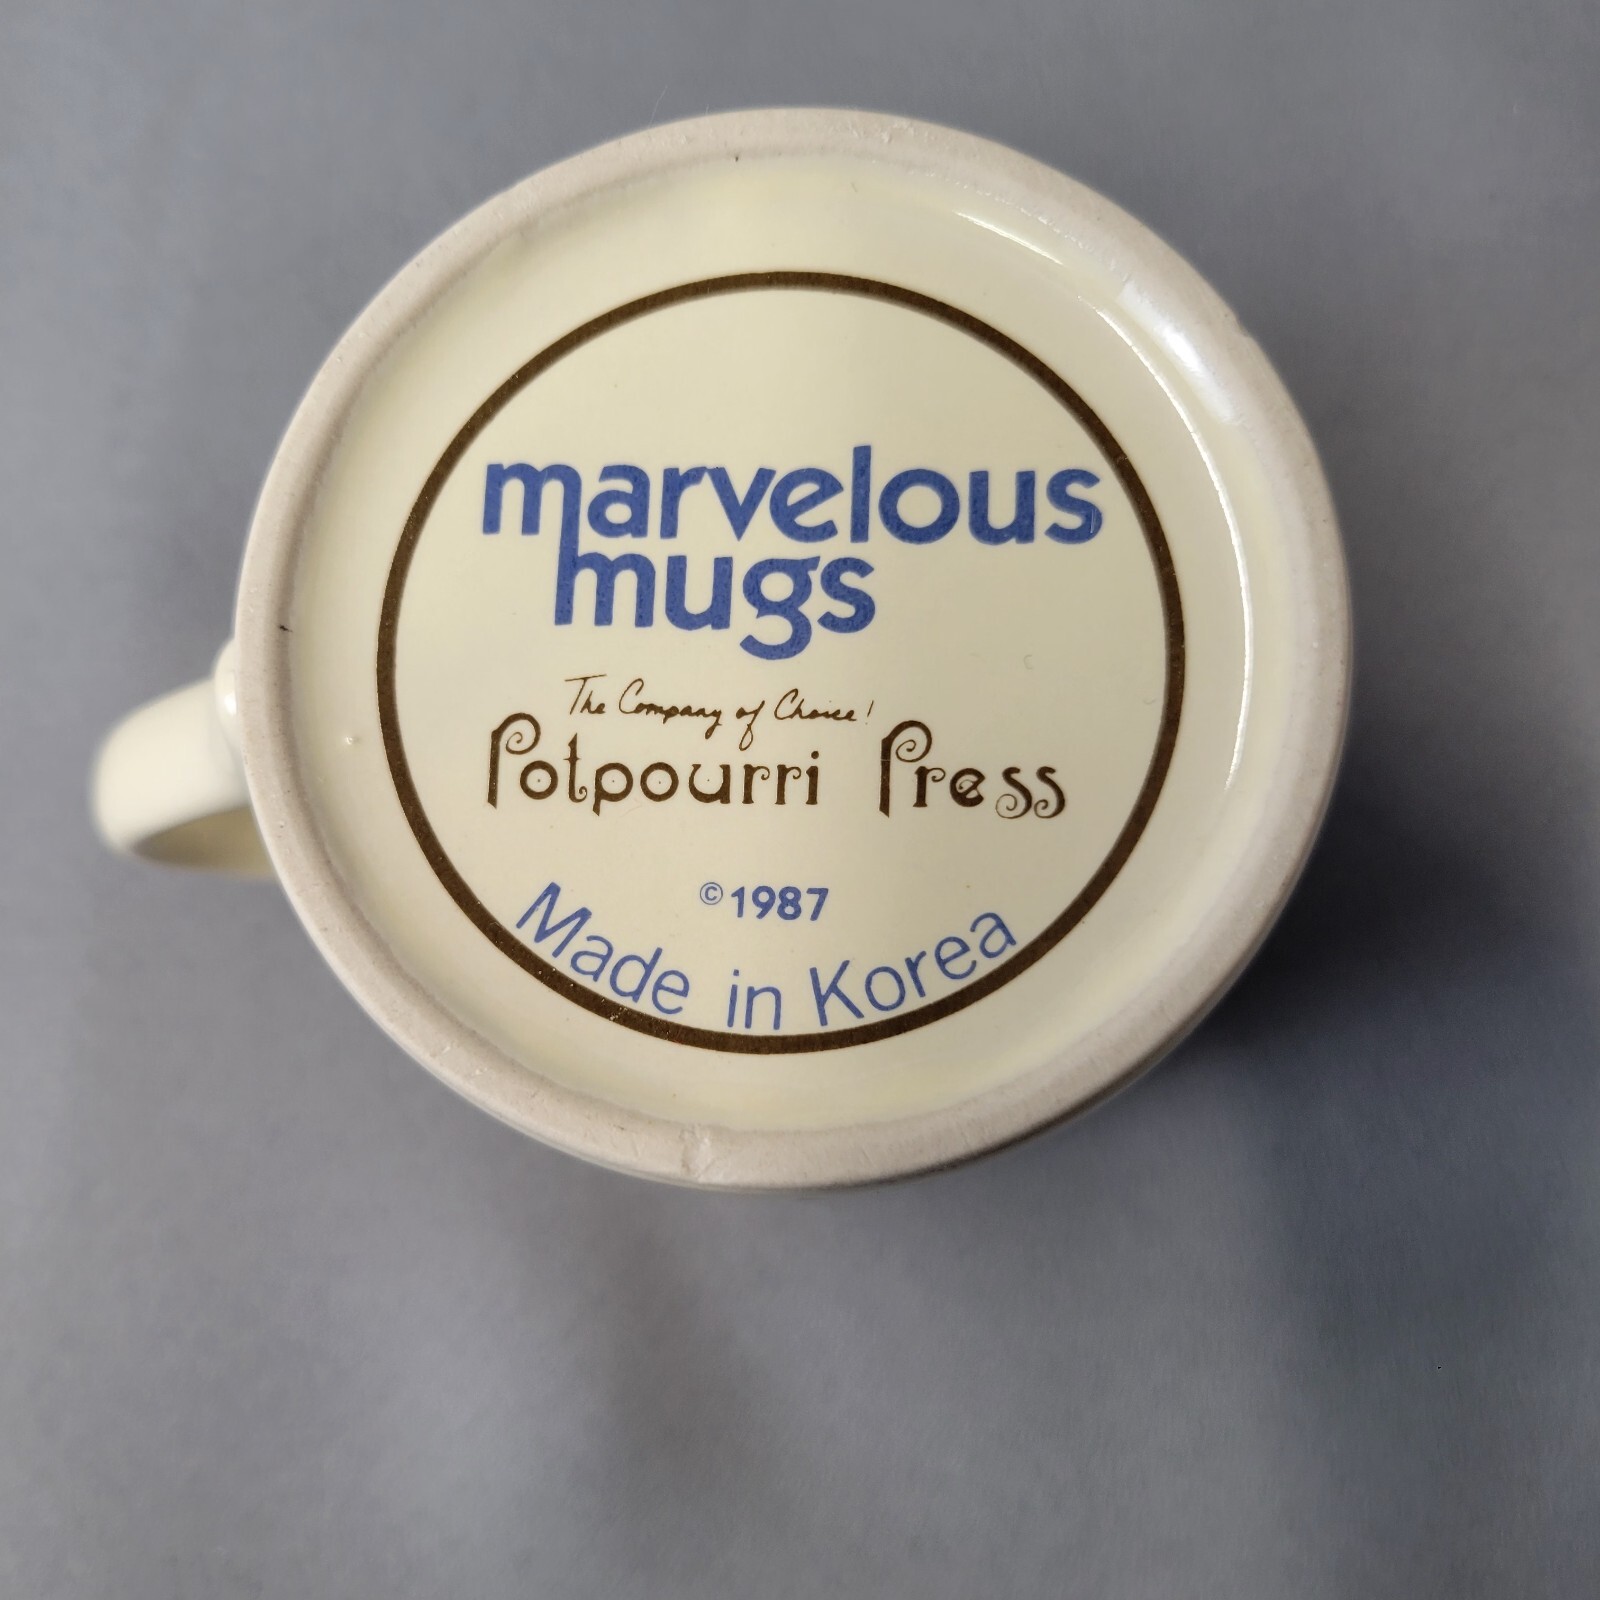 marvelous
mugs
The Company of Choice!
Potpourri Press
©1987
Made in Korea